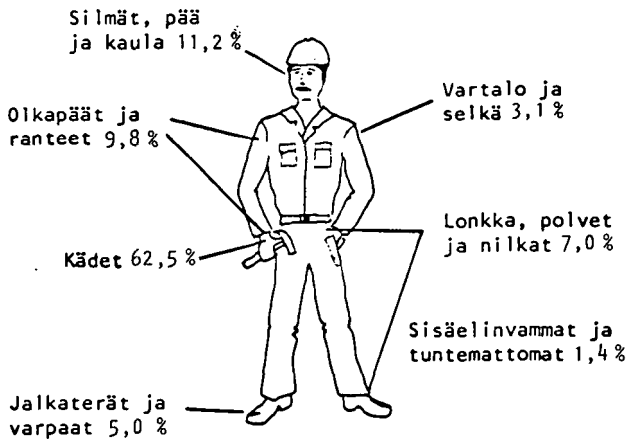 Silmät, pää
ja kaula 11,2 %
Vartalo ja
selkä 3,1 %
Olkapäät ja
ranteet 9,8 %
Lonkka, polvet
ja nilkat 7,0 %
Kädet 62,5 %
Sisäelinvammat ja
tuntemattomat 1,4 %
Jalkaterät ja
varpaat 5,0 %